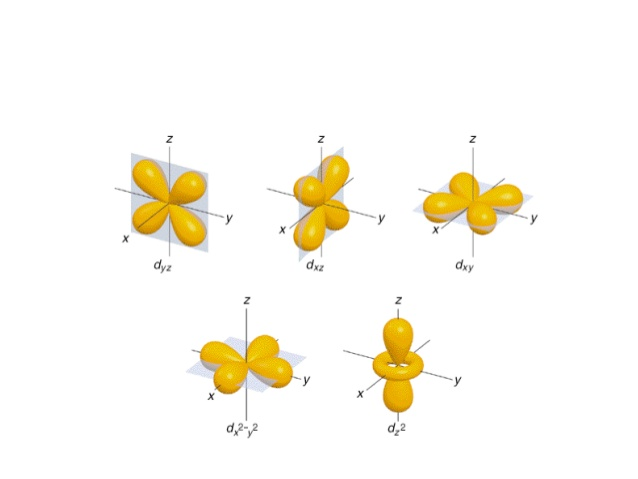 z z z
y y y
x x x
d_yz d_xz d_xy
z z
y y
x x
d_x²-y² d_z²